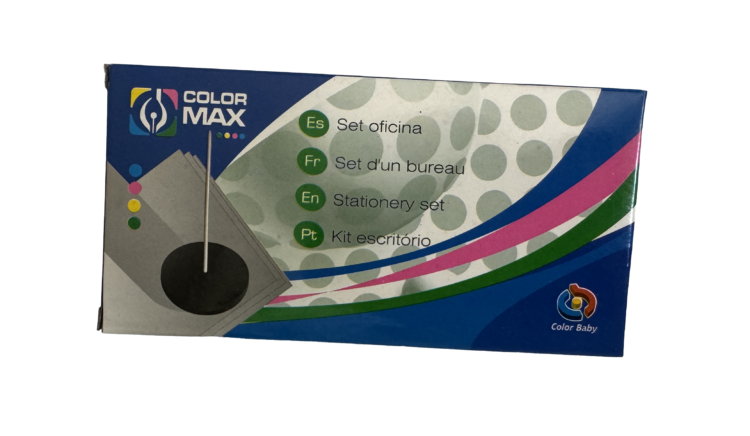 COLOR
MAX
Es Set oficina
Fr Set d'un bureau
En Stationery set
Pt Kit escritório
Color Baby